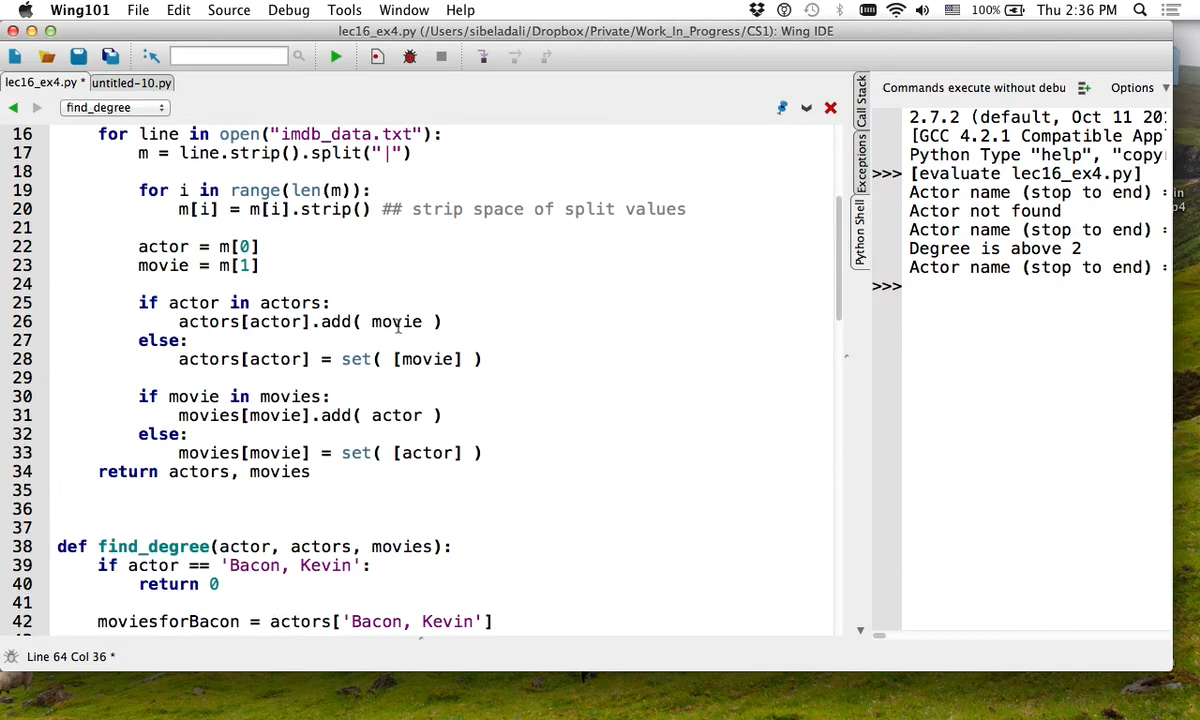 Wing101 File Edit Source Debug Tools Window Help 100% Thu 2:36 PM
lec16_ex4.py (/Users/sibeladali/Dropbox/Private/Work_In_Progress/CS1): Wing IDE
lec16_ex4.py * untitled-10.py
find_degree
16 for line in open("imdb_data.txt"):
17 m = line.strip().split("|")
18
19 for i in range(len(m)):
20 m[i] = m[i].strip() ## strip space of split values
21
22 actor = m[0]
23 movie = m[1]
24
25 if actor in actors:
26 actors[actor].add( movie )
27 else:
28 actors[actor] = set( [movie] )
29
30 if movie in movies:
31 movies[movie].add( actor )
32 else:
33 movies[movie] = set( [actor] )
34 return actors, movies
35
36
37
38 def find_degree(actor, actors, movies):
39 if actor == 'Bacon, Kevin':
40 return 0
41
42 moviesforBacon = actors['Bacon, Kevin']
Line 64 Col 36 *
Call Stack
Exceptions
Python Shell
Commands execute without debu Options
2.7.2 (default, Oct 11 20
[GCC 4.2.1 Compatible App
Python Type "help", "copy
>>> [evaluate lec16_ex4.py]
Actor name (stop to end) =
Actor not found
Actor name (stop to end) :
Degree is above 2
Actor name (stop to end) :
>>>
in
p4